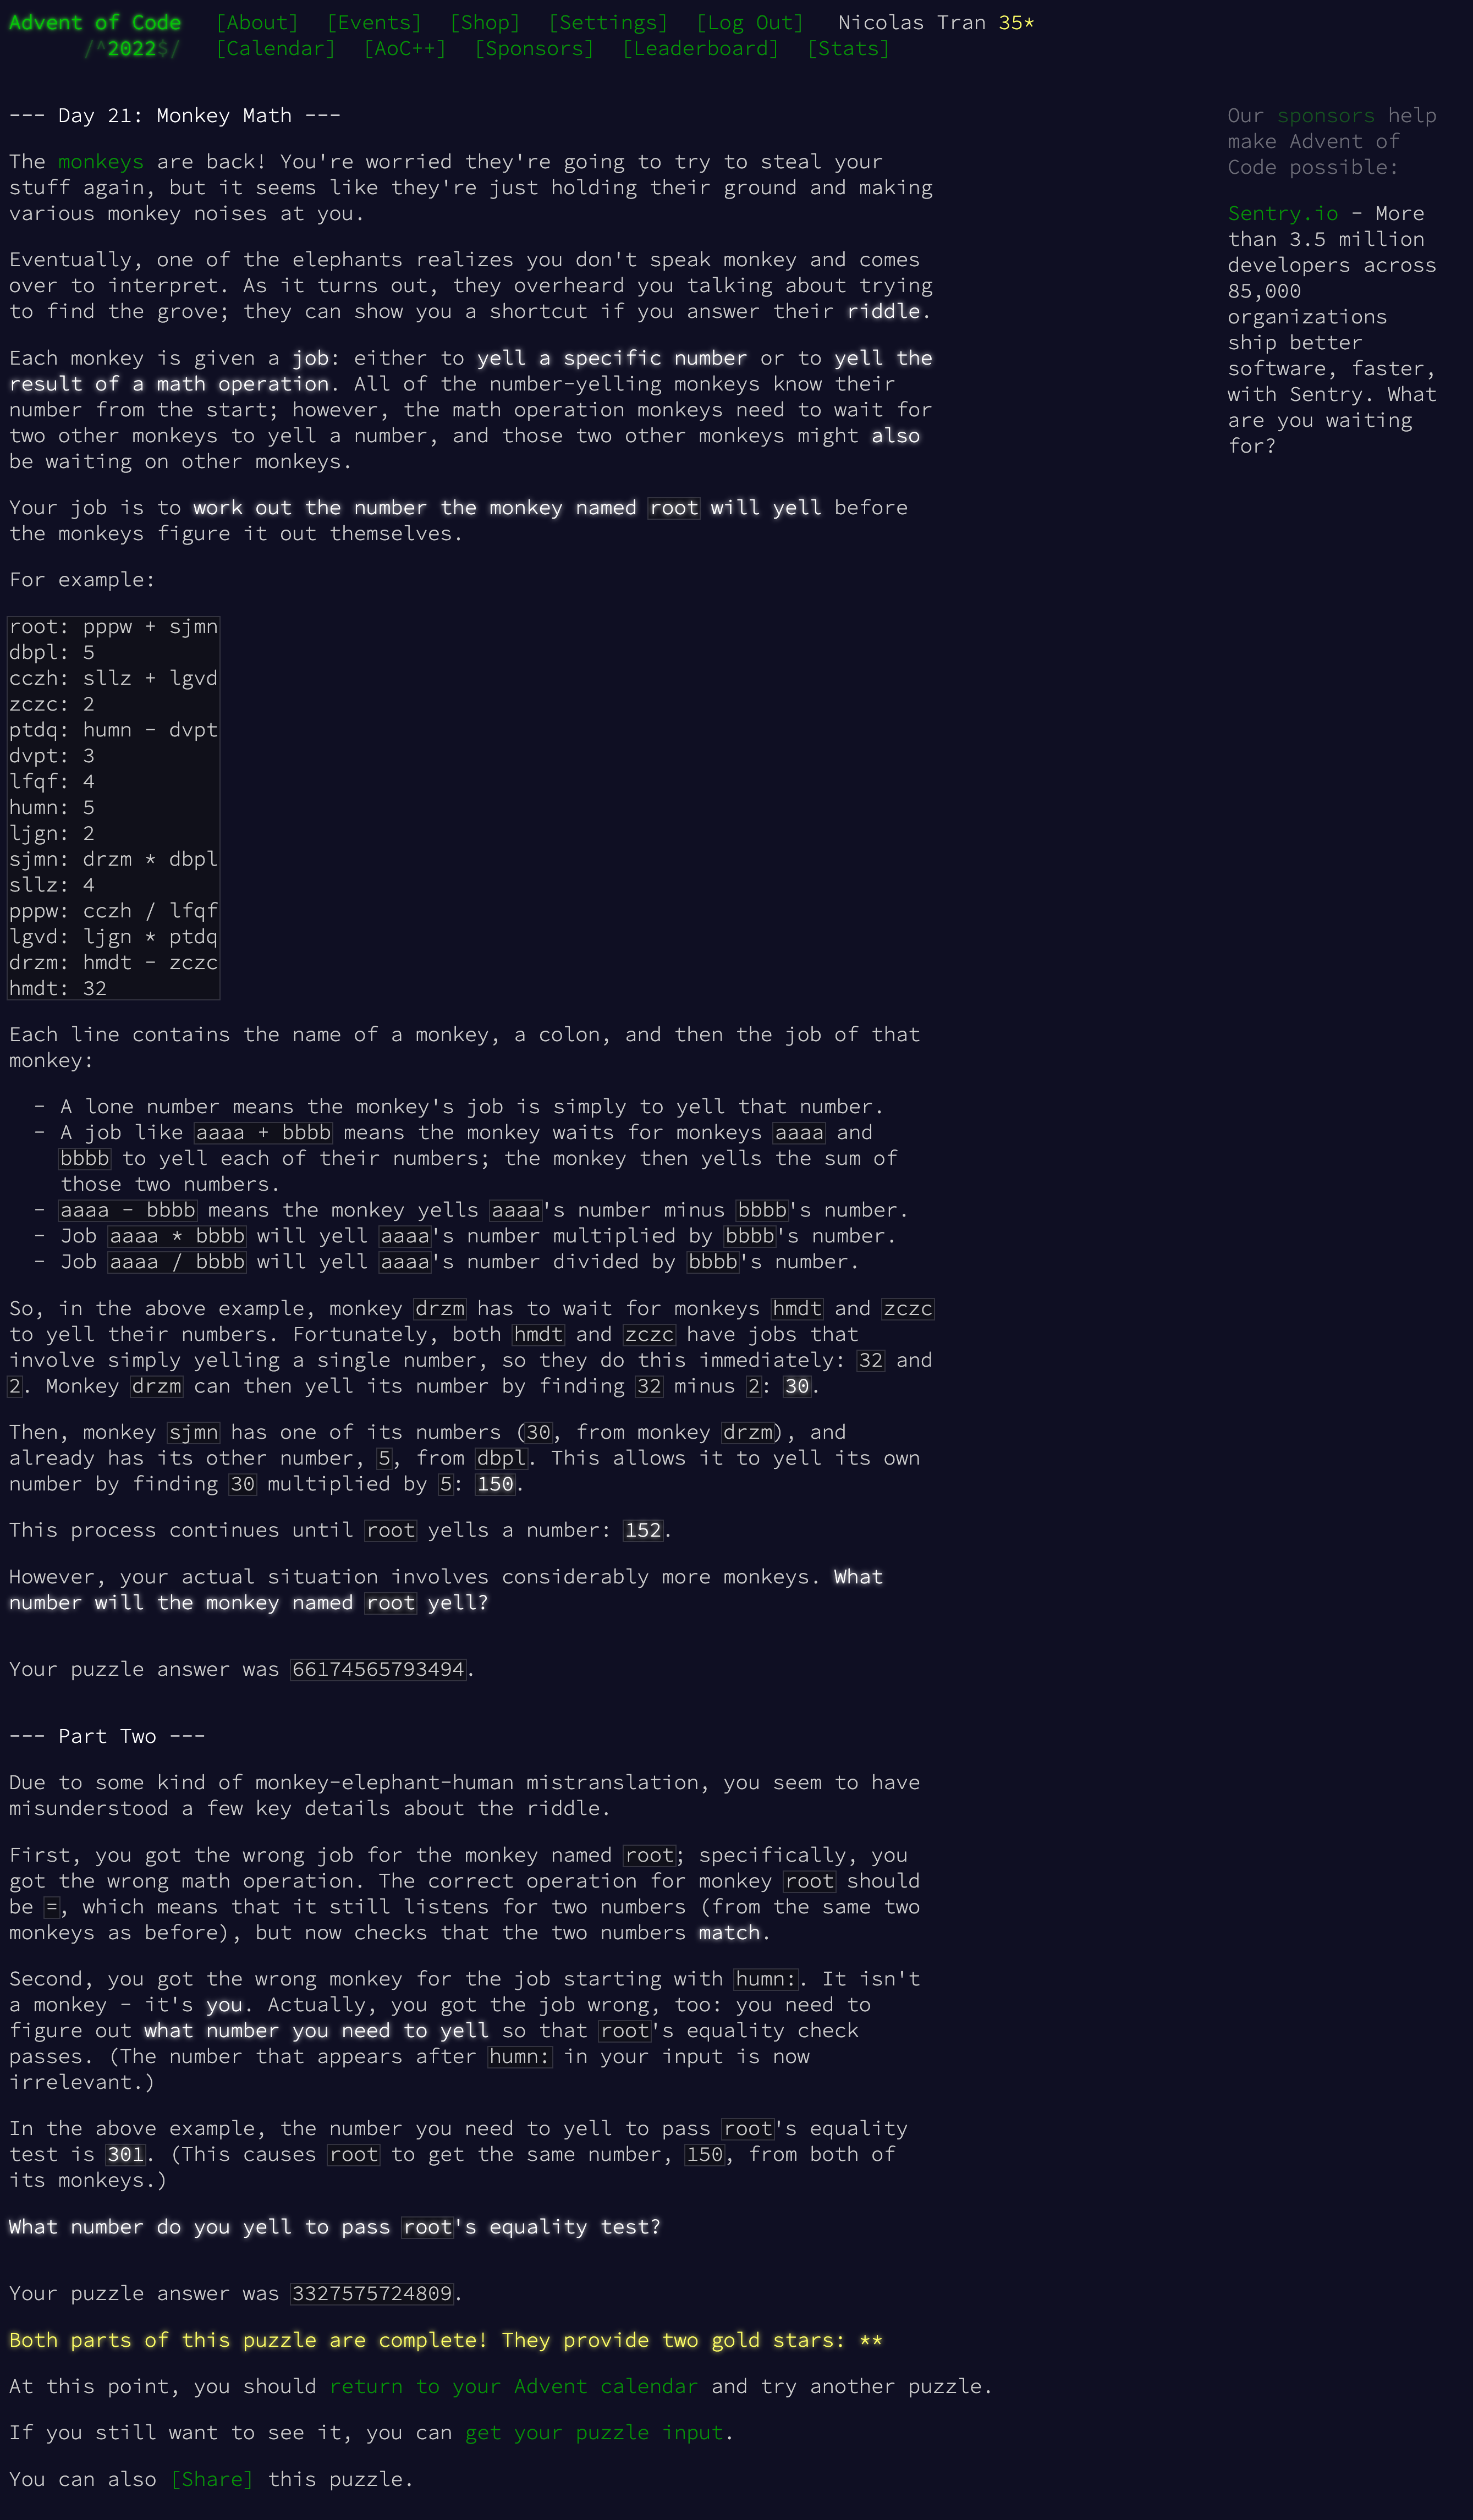 Advent of Code [About] [Events] [Shop] [Settings] [Log Out] Nicolas Tran 35*
/^2022$/ [Calendar] [AoC++] [Sponsors] [Leaderboard] [Stats]
--- Day 21: Monkey Math ---
The monkeys are back! You're worried they're going to try to steal your
stuff again, but it seems like they're just holding their ground and making
various monkey noises at you.
Eventually, one of the elephants realizes you don't speak monkey and comes
over to interpret. As it turns out, they overheard you talking about trying
to find the grove; they can show you a shortcut if you answer their riddle.
Each monkey is given a job: either to yell a specific number or to yell the
result of a math operation. All of the number-yelling monkeys know their
number from the start; however, the math operation monkeys need to wait for
two other monkeys to yell a number, and those two other monkeys might also
be waiting on other monkeys.
Your job is to work out the number the monkey named root will yell before
the monkeys figure it out themselves.
For example:
root: pppw + sjmn
dbpl: 5
cczh: sllz + lgvd
zczc: 2
ptdq: humn - dvpt
dvpt: 3
lfqf: 4
humn: 5
ljgn: 2
sjmn: drzm * dbpl
sllz: 4
pppw: cczh / lfqf
lgvd: ljgn * ptdq
drzm: hmdt - zczc
hmdt: 32
Each line contains the name of a monkey, a colon, and then the job of that
monkey:
- A lone number means the monkey's job is simply to yell that number.
- A job like aaaa + bbbb means the monkey waits for monkeys aaaa and
bbbb to yell each of their numbers; the monkey then yells the sum of
those two numbers.
- aaaa - bbbb means the monkey yells aaaa's number minus bbbb's number.
- Job aaaa * bbbb will yell aaaa's number multiplied by bbbb's number.
- Job aaaa / bbbb will yell aaaa's number divided by bbbb's number.
So, in the above example, monkey drzm has to wait for monkeys hmdt and zczc
to yell their numbers. Fortunately, both hmdt and zczc have jobs that
involve simply yelling a single number, so they do this immediately: 32 and
2. Monkey drzm can then yell its number by finding 32 minus 2: 30.
Then, monkey sjmn has one of its numbers (30, from monkey drzm), and
already has its other number, 5, from dbpl. This allows it to yell its own
number by finding 30 multiplied by 5: 150.
This process continues until root yells a number: 152.
However, your actual situation involves considerably more monkeys. What
number will the monkey named root yell?
Your puzzle answer was 66174565793494.
--- Part Two ---
Due to some kind of monkey-elephant-human mistranslation, you seem to have
misunderstood a few key details about the riddle.
First, you got the wrong job for the monkey named root; specifically, you
got the wrong math operation. The correct operation for monkey root should
be =, which means that it still listens for two numbers (from the same two
monkeys as before), but now checks that the two numbers match.
Second, you got the wrong monkey for the job starting with humn:. It isn't
a monkey - it's you. Actually, you got the job wrong, too: you need to
figure out what number you need to yell so that root's equality check
passes. (The number that appears after humn: in your input is now
irrelevant.)
In the above example, the number you need to yell to pass root's equality
test is 301. (This causes root to get the same number, 150, from both of
its monkeys.)
What number do you yell to pass root's equality test?
Your puzzle answer was 3327575724809.
Both parts of this puzzle are complete! They provide two gold stars: **
At this point, you should return to your Advent calendar and try another puzzle.
If you still want to see it, you can get your puzzle input.
You can also [Share] this puzzle.
Our sponsors help
make Advent of
Code possible:
Sentry.io - More
than 3.5 million
developers across
85,000
organizations
ship better
software, faster,
with Sentry. What
are you waiting
for?